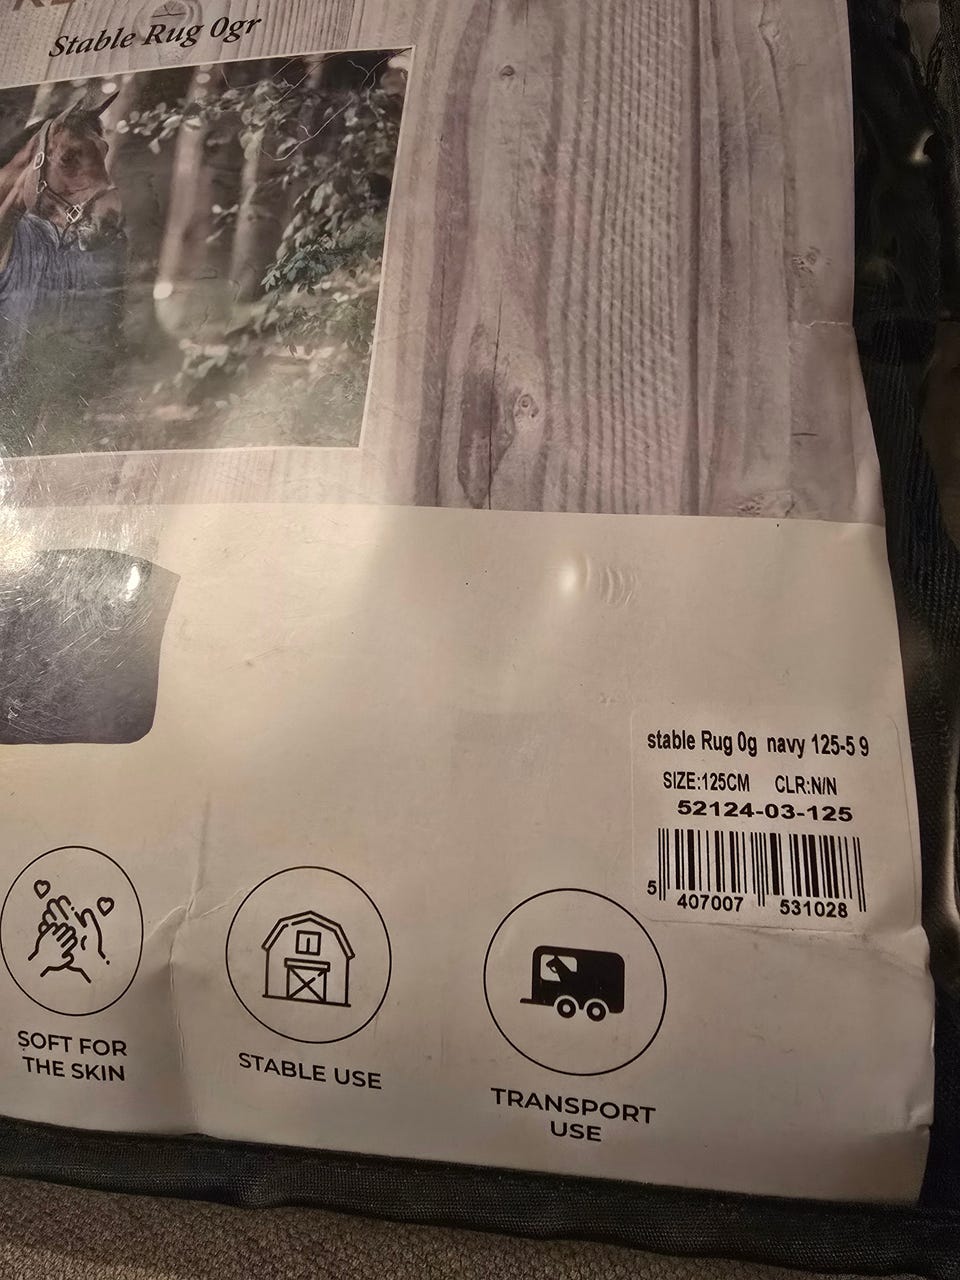 Stable Rug 0gr
stable Rug 0g navy 125-5 9
SIZE:125CM CLR:N/N
52124-03-125
5 407007 531028
SOFT FOR
THE SKIN
STABLE USE
TRANSPORT
USE